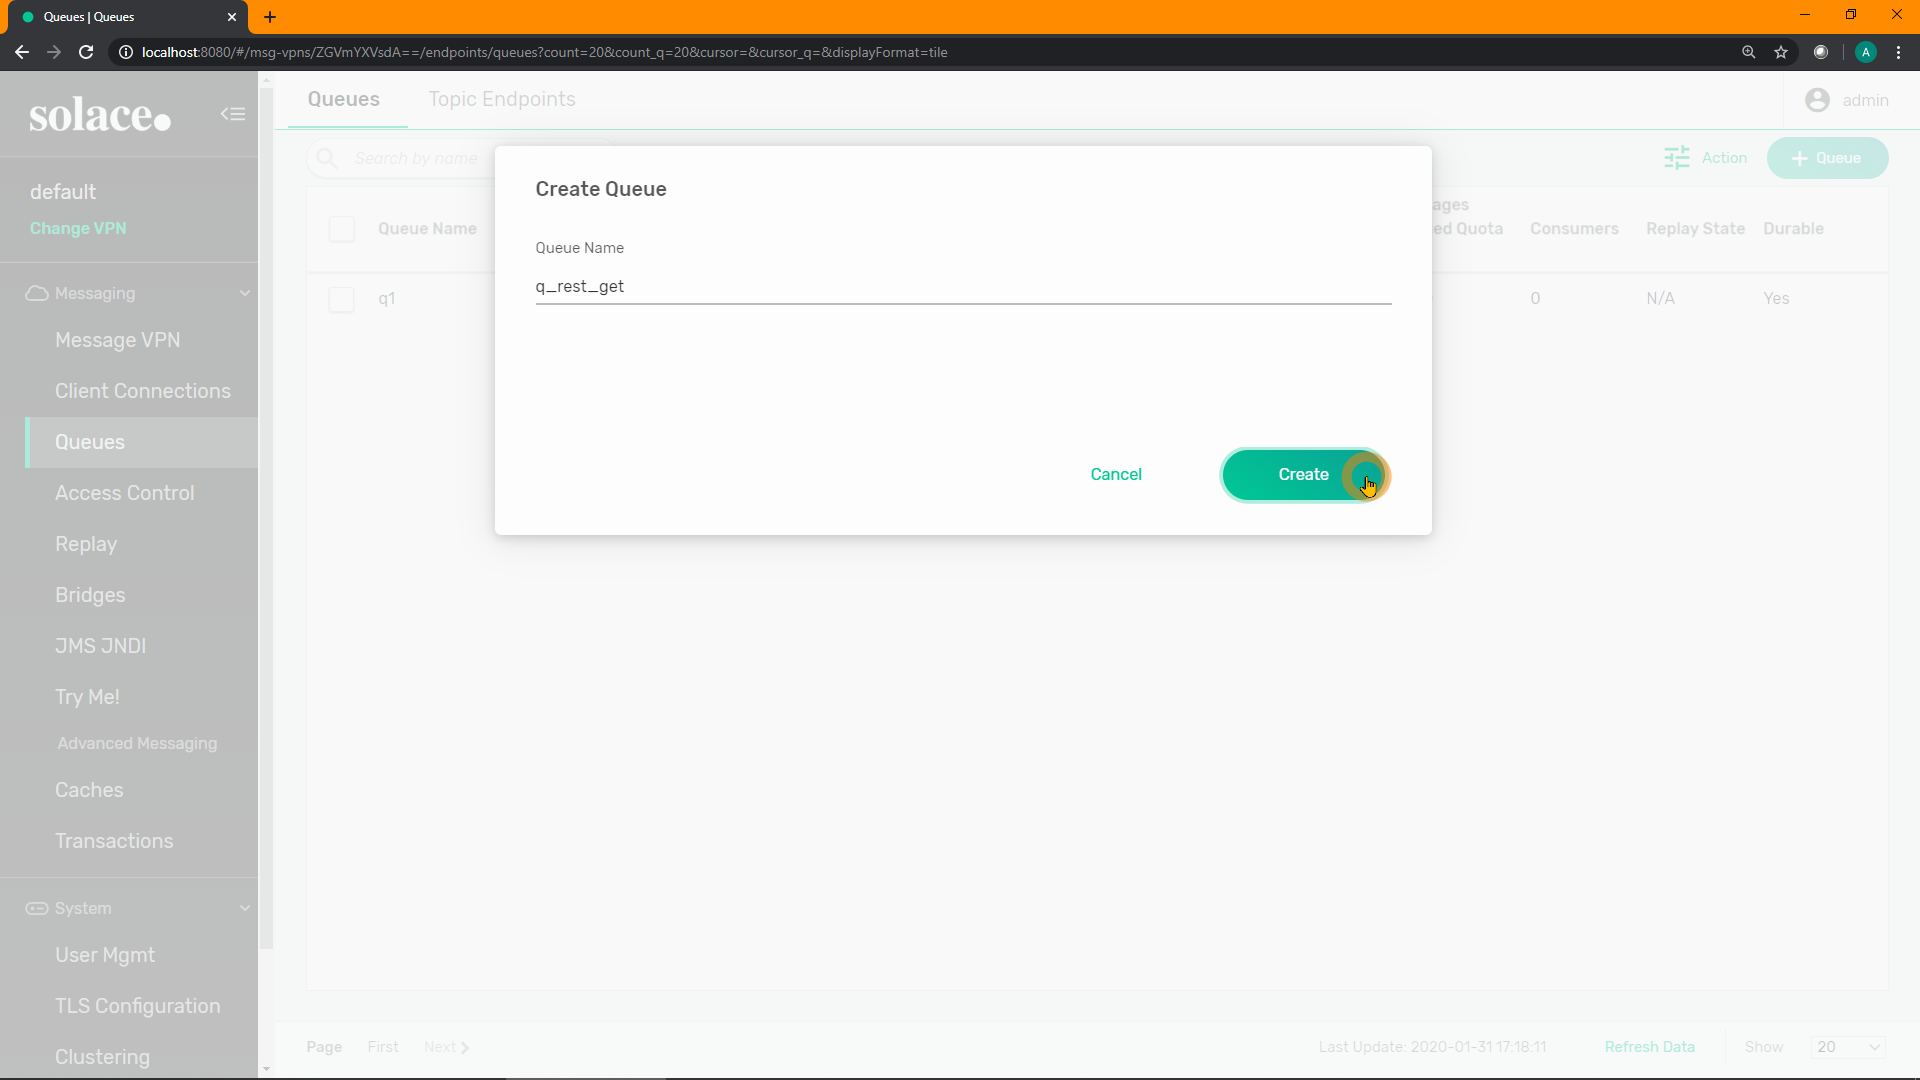 Queues | Queues
localhost:8080/#/msg-vpns/ZGVmYXVsdA==/endpoints/queues?count=20&count_q=20&cursor=&cursor_q=&displayFormat=tile
A
solace.
Queues
Topic Endpoints
admin
Search by name
Action
+ Queue
default
Change VPN
Messaging
Message VPN
Client Connections
Queues
Access Control
Replay
Bridges
JMS JNDI
Try Me!
Advanced Messaging
Caches
Transactions
System
User Mgmt
TLS Configuration
Clustering
Queue Name
ages
ed Quota
Consumers
Replay State
Durable
q1
0
N/A
Yes
Create Queue
Queue Name
q_rest_get
Cancel
Create
Page
First
Next
Last Update: 2020-01-31 17:18:11
Refresh Data
Show
20